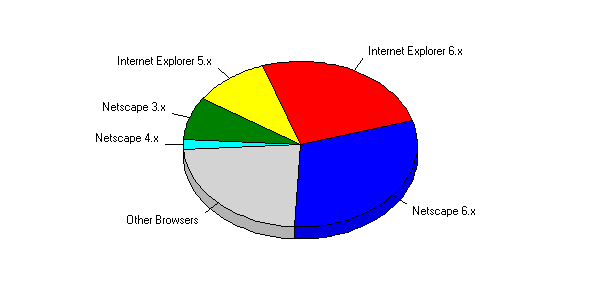 Internet Explorer 6.x
Internet Explorer 5.x
Netscape 3.x
Netscape 4.x
Netscape 6.x
Other Browsers